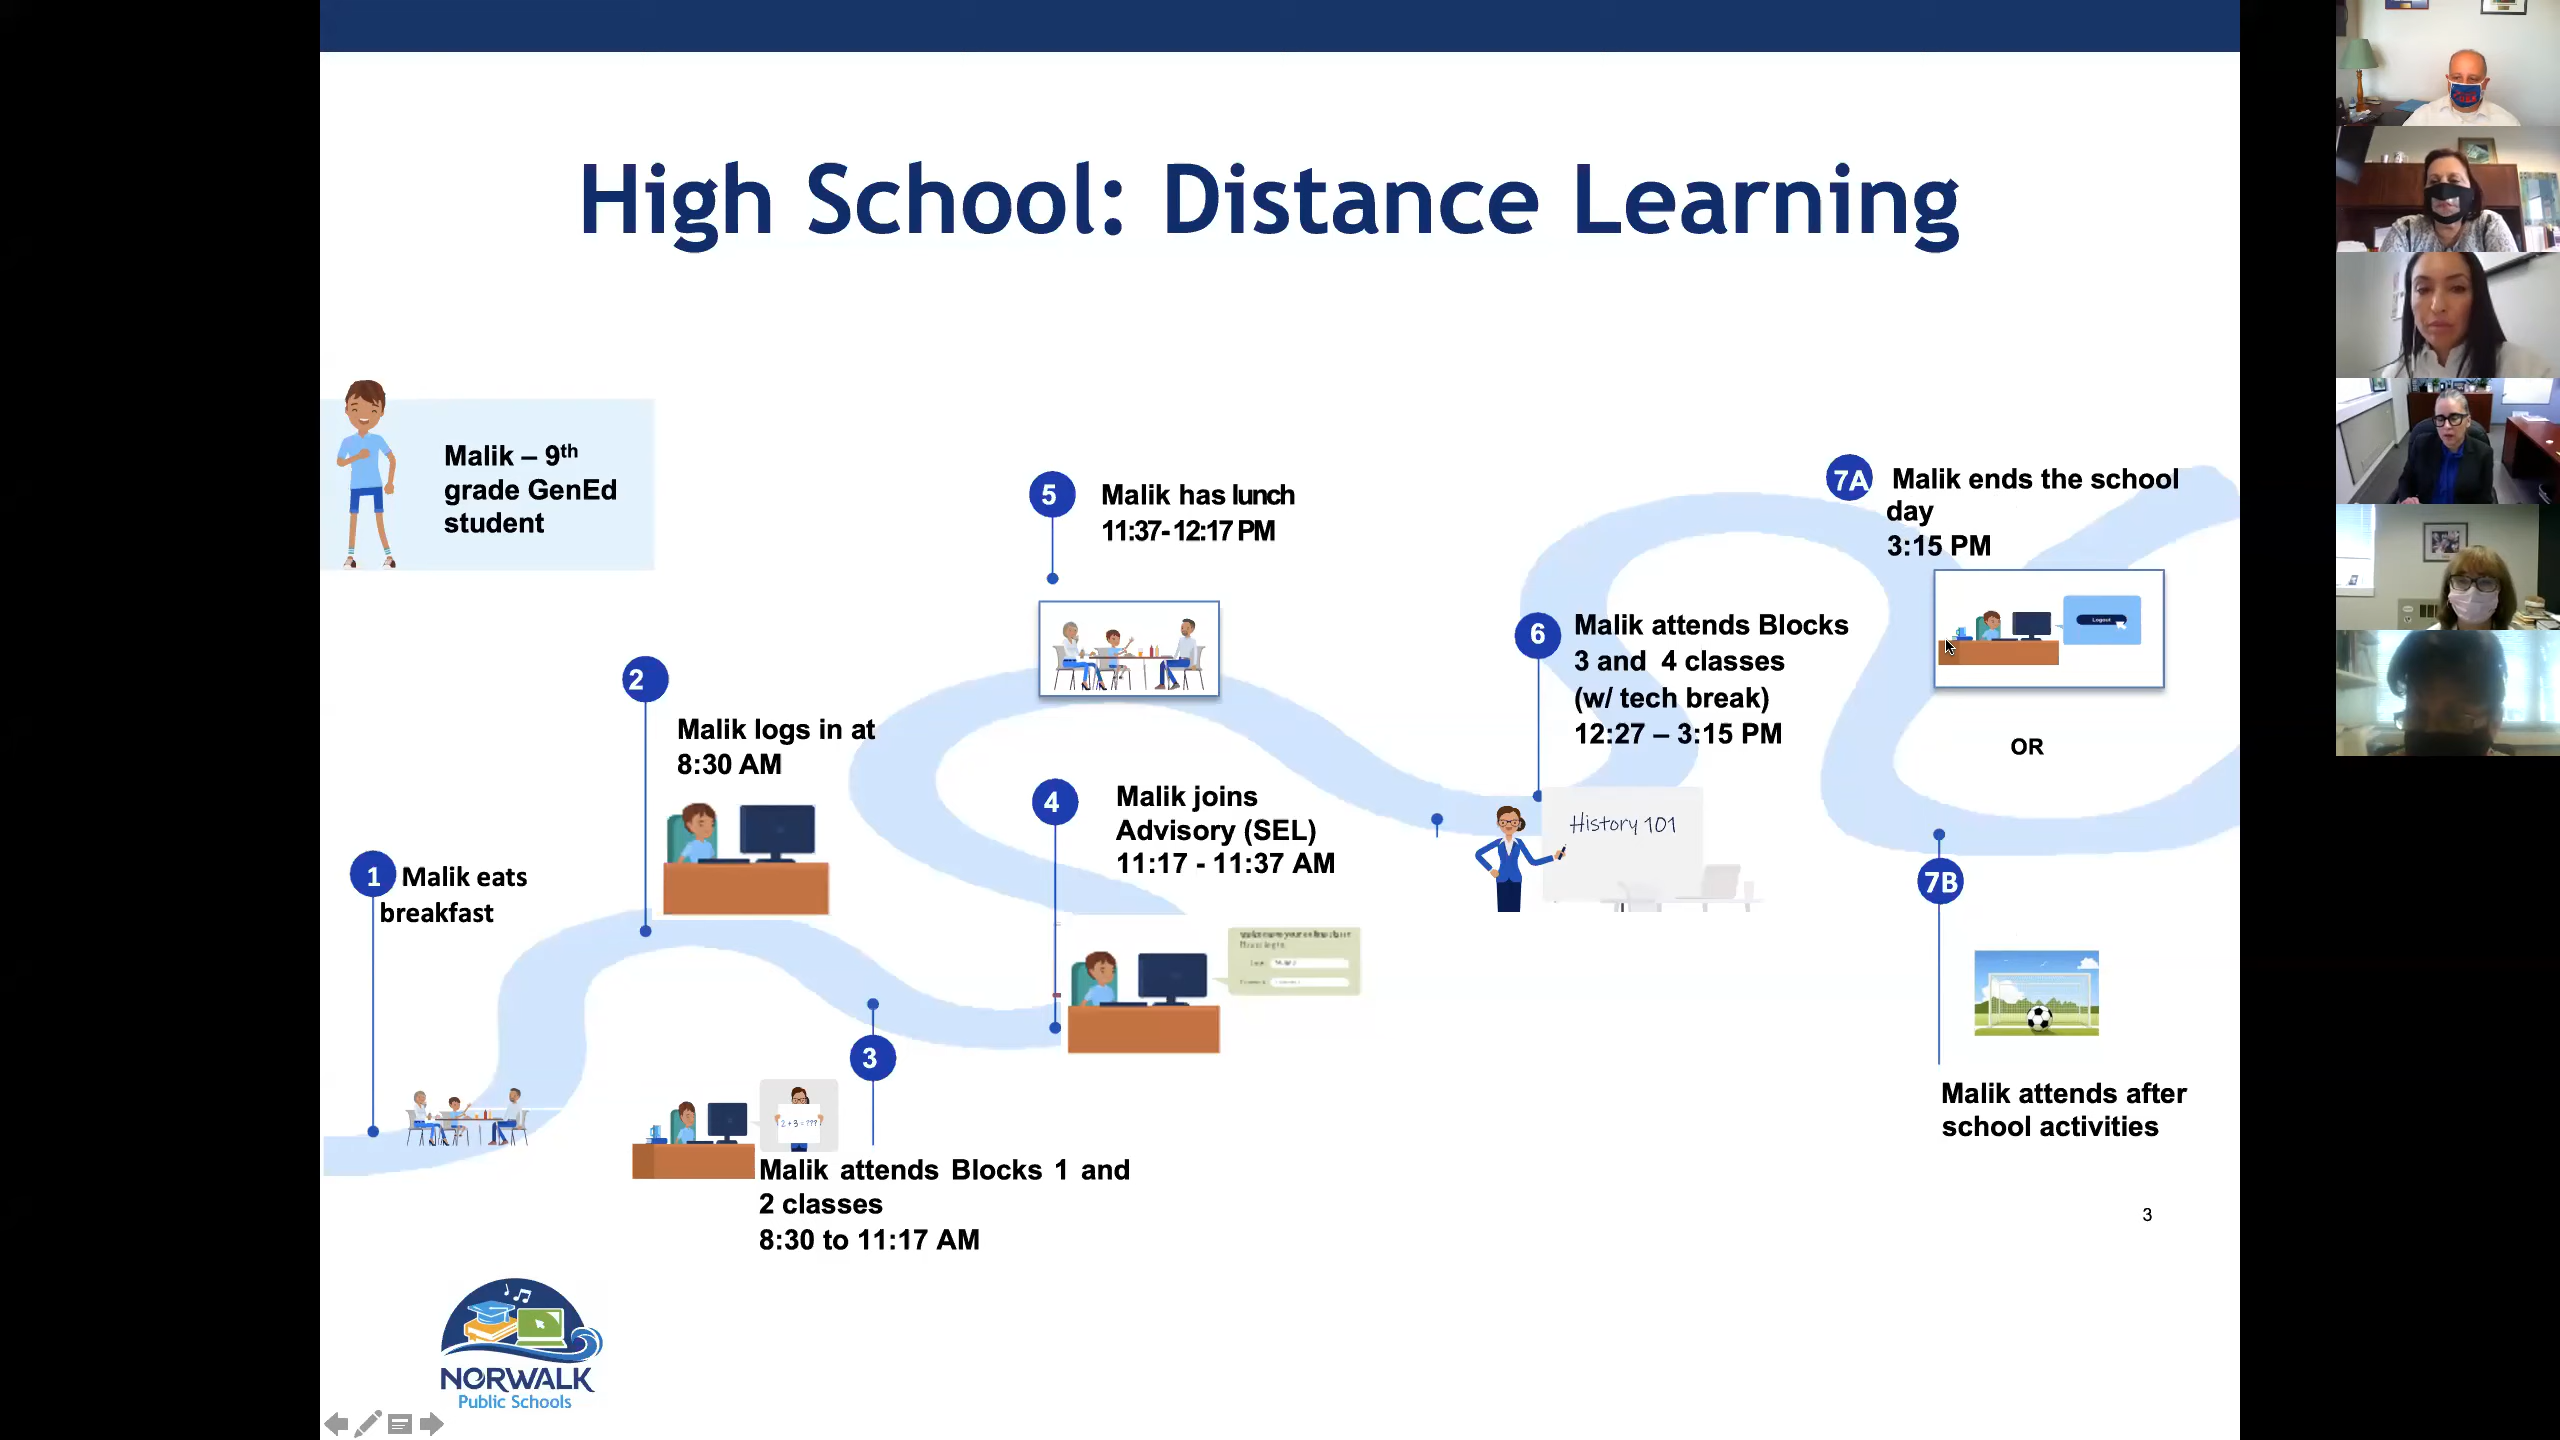 High School: Distance Learning
Malik – 9th
grade GenEd
student
1 Malik eats
breakfast
2
Malik logs in at
8:30 AM
3
2+3=???
Malik attends Blocks 1 and
2 classes
8:30 to 11:17 AM
4
Malik joins
Advisory (SEL)
11:17 - 11:37 AM
5
Malik has lunch
11:37- 12:17 PM
6
Malik attends Blocks
3 and 4 classes
(w/ tech break)
12:27 – 3:15 PM
History 101
7A
Malik ends the school
day
3:15 PM
Logout
OR
7B
Malik attends after
school activities
3
NORWALK
Public Schools